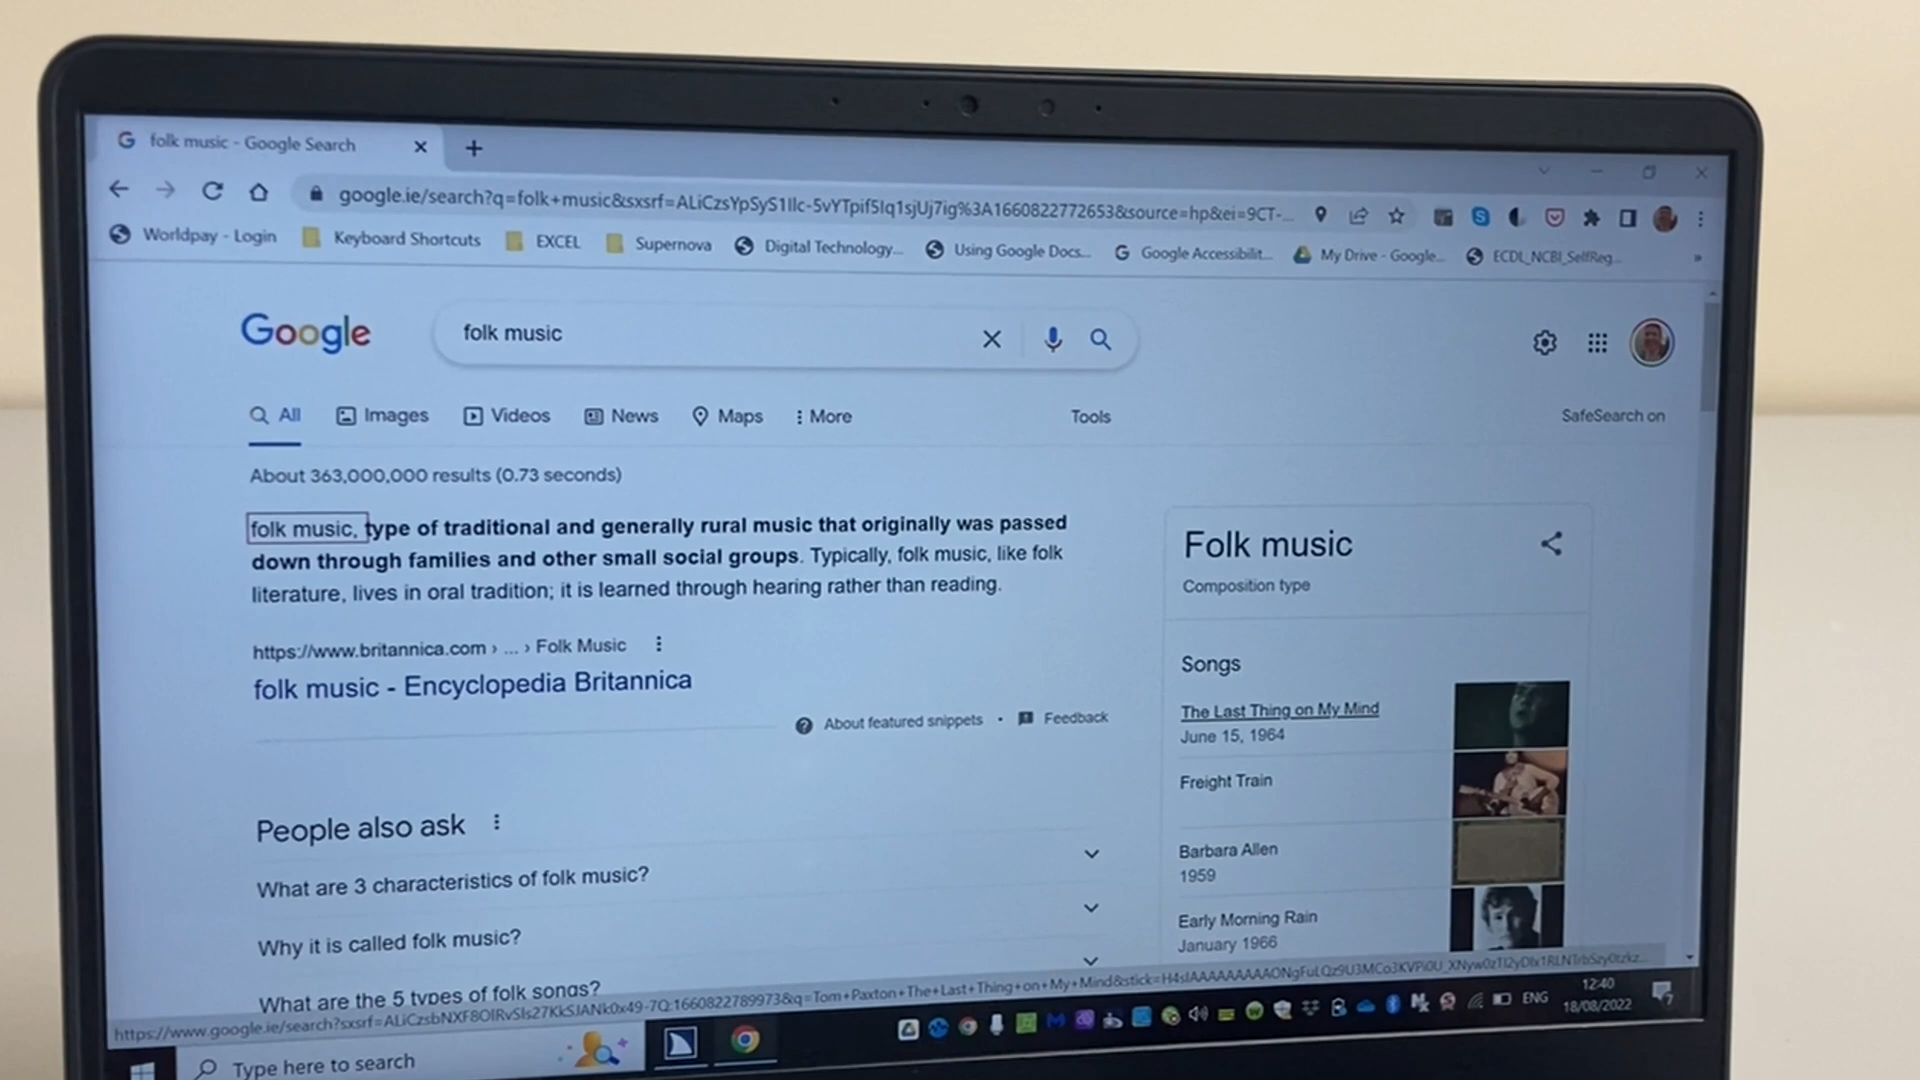 folk music - Google Search
google.ie/search?q=folk+music&sxsrf=ALiCzsYpSyS1IIlc-5vYTpif5Iq1sjUj7ig%3A1660822772653&source=hp&ei=9CT-...
Worldpay - Login Keyboard Shortcuts EXCEL Supernova Digital Technology... Using Google Docs... Google Accessibilit... My Drive - Google... ECDL_NCBI_SelfReg...
Google
folk music
All Images Videos News Maps More Tools SafeSearch on
About 363,000,000 results (0.73 seconds)
folk music, type of traditional and generally rural music that originally was passed
down through families and other small social groups. Typically, folk music, like folk
literature, lives in oral tradition; it is learned through hearing rather than reading.
https://www.britannica.com › ... › Folk Music
folk music - Encyclopedia Britannica
About featured snippets • Feedback
People also ask
What are 3 characteristics of folk music?
Why it is called folk music?
What are the 5 types of folk songs?
Folk music
Composition type
Songs
The Last Thing on My Mind
June 15, 1964
Freight Train
Barbara Allen
1959
Early Morning Rain
January 1966
Type here to search
ENG
12:40
18/08/2022
7